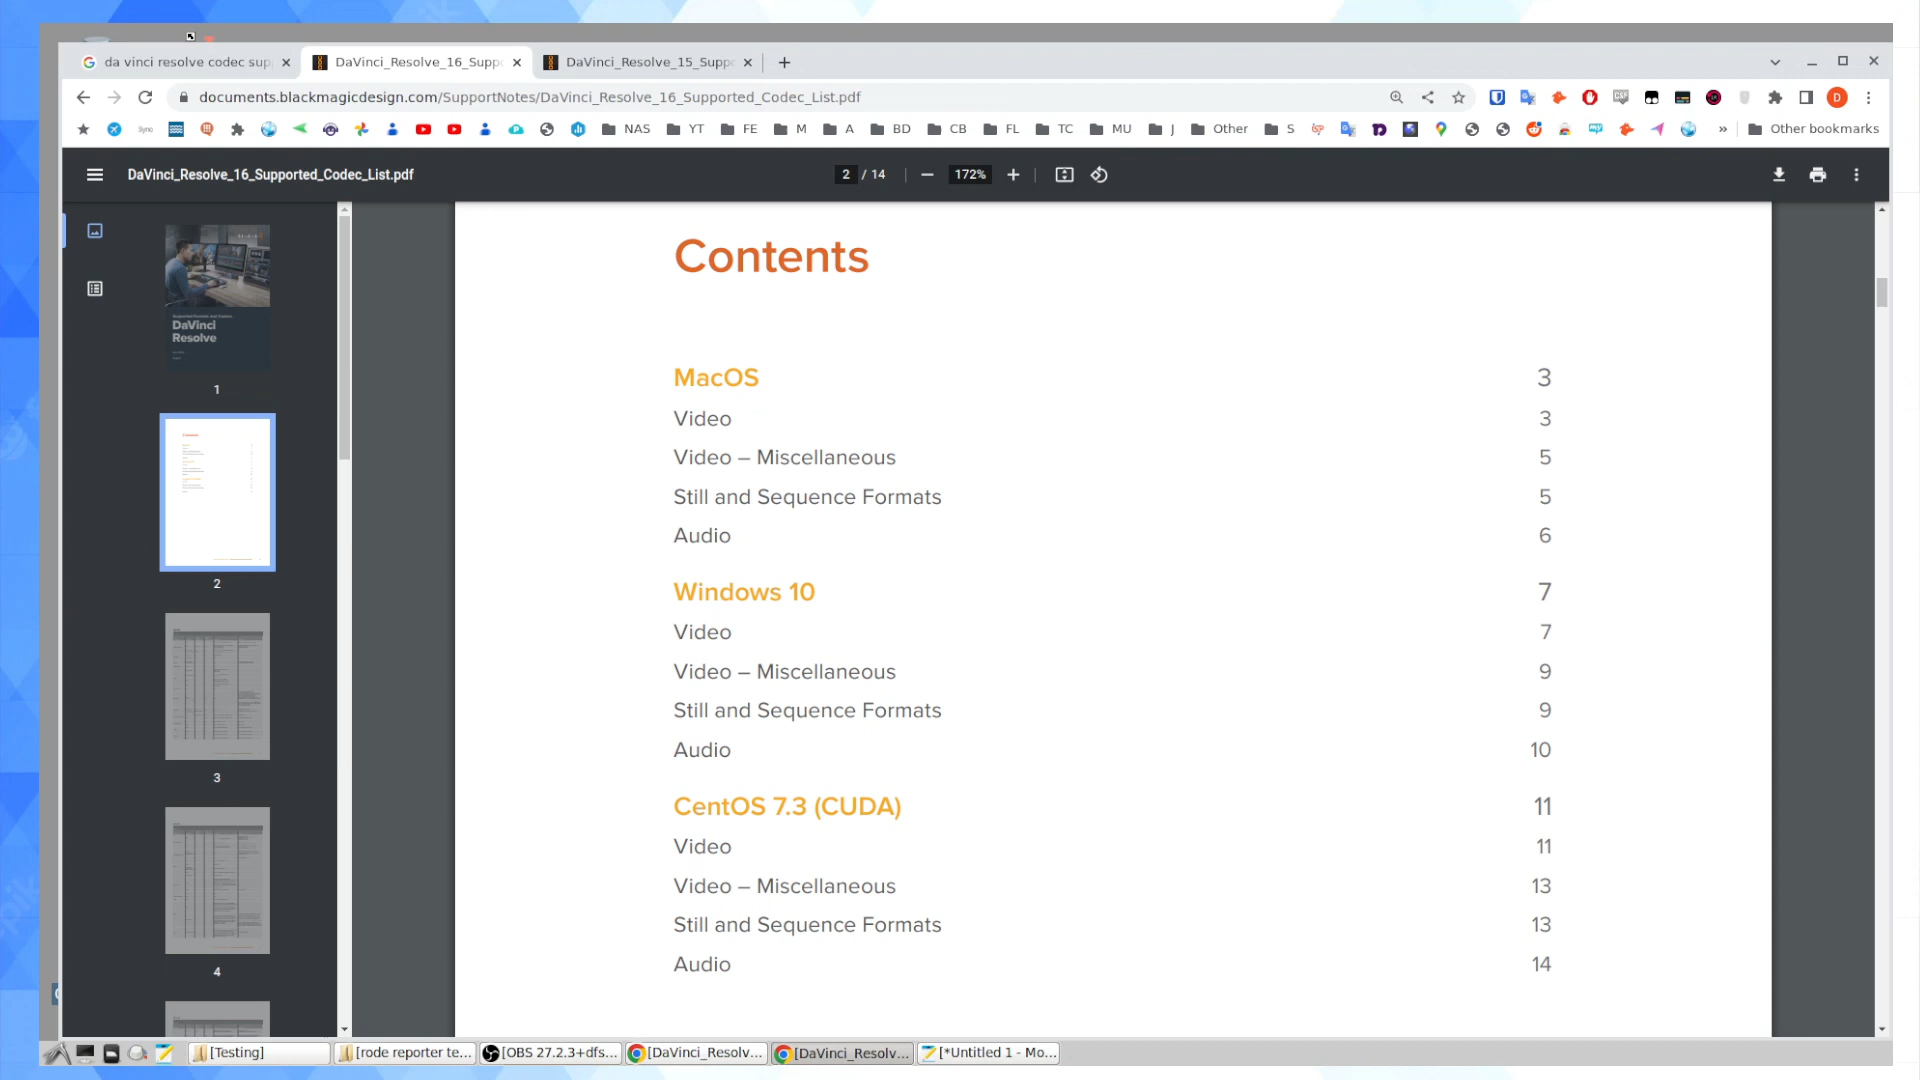 da vinci resolve codec sup
DaVinci_Resolve_16_Suppo
DaVinci_Resolve_15_Suppo
documents.blackmagicdesign.com/SupportNotes/DaVinci_Resolve_16_Supported_Codec_List.pdf
Sync NAS YT FE M A BD CB FL TC MU J Other S Other bookmarks
DaVinci_Resolve_16_Supported_Codec_List.pdf
2 / 14
172%
DaVinci
Resolve
1
2
3
4
Contents
MacOS 3
Video 3
Video – Miscellaneous 5
Still and Sequence Formats 5
Audio 6
Windows 10 7
Video 7
Video – Miscellaneous 9
Still and Sequence Formats 9
Audio 10
CentOS 7.3 (CUDA) 11
Video 11
Video – Miscellaneous 13
Still and Sequence Formats 13
Audio 14
[Testing]
[rode reporter te...
[OBS 27.2.3+dfs...
[DaVinci_Resolv...
[DaVinci_Resolv...
[*Untitled 1 - Mo...